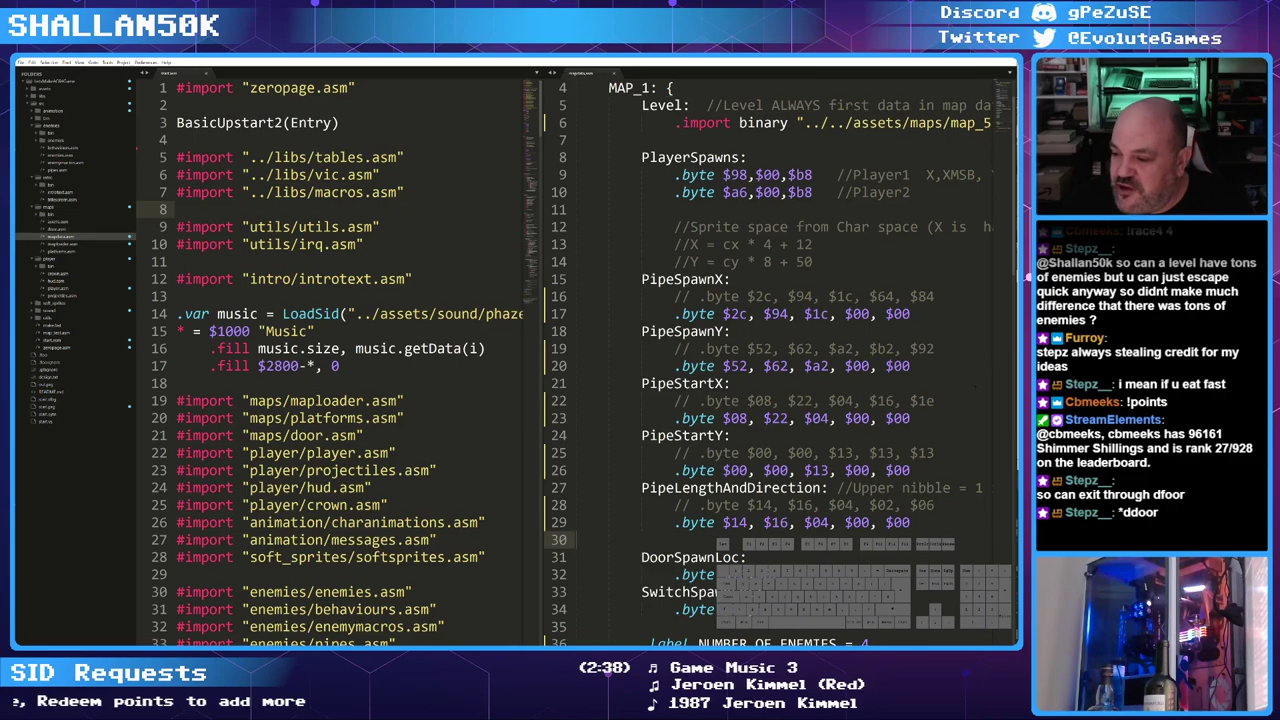 SHALLAN50K
Discord gPeZuSE
Twitter @EvoluteGames
FOLDERS
1 #import "zeropage.asm"
2
3 BasicUpstart2(Entry)
4
5 #import "../libs/tables.asm"
6 #import "../libs/vic.asm"
7 #import "../libs/macros.asm"
8
9 #import "utils/utils.asm"
10 #import "utils/irq.asm"
11
12 #import "intro/introtext.asm"
13
14 .var music = LoadSid("../assets/sound/phaze
15 * = $1000 "Music"
16 .fill music.size, music.getData(i)
17 .fill $2800-*, 0
18
19 #import "maps/maploader.asm"
20 #import "maps/platforms.asm"
21 #import "maps/door.asm"
22 #import "player/player.asm"
23 #import "player/projectiles.asm"
24 #import "player/hud.asm"
25 #import "player/crown.asm"
26 #import "animation/charanimations.asm"
27 #import "animation/messages.asm"
28 #import "soft_sprites/softsprites.asm"
29
30 #import "enemies/enemies.asm"
31 #import "enemies/behaviours.asm"
32 #import "enemies/enemymacros.asm"
33 #import "enemies/pipes.asm"
4 MAP_1: {
5 Level: //Level ALWAYS first data in map da
6 .import binary "../../assets/maps/map_5
7
8 PlayerSpawns:
9 .byte $98,$00,$b8 //Player1 X,XMSB,
10 .byte $a6,$00,$b8 //Player2
11
12 //Sprite space from Char space (X is ha
13 //X = cx * 4 + 12
14 //Y = cy * 8 + 50
15 PipeSpawnX:
16 // .byte $2c, $94, $1c, $64, $84
17 .byte $2c, $94, $1c, $00, $00
18 PipeSpawnY:
19
20
21 PipeStartX:
22 // .byte $08, $22, $04, $16, $1e
23 .byte $08, $22, $04, $00, $00
24 PipeStartY:
25 // .byte $00, $00, $13, $13, $13
26 .byte $00, $00, $13, $00, $00
27 PipeLengthAndDirection: //Upper nibble = 1
28 // .byte $14, $16, $04, $02, $06
29 .byte $14, $16, $04, $00, $00
30
31 DoorSpawnLoc:
32 .byte
33 SwitchSpaw
34 .byte
35
36 .label NUMBER_OF_ENEMIES = 4
Cbmeeks: !race4 4
Stepz__:
@Shallan50k so can a level have tons
of enemies but u can just escape
quick anyway so didnt make much
difference that there was tons of
enemies ?
Furroy:
stepz always stealing credit for my
ideas
Stepz__: i mean if u eat fast
Cbmeeks: !points
StreamElements:
@cbmeeks, cbmeeks has 96161
Shimmer Shillings and is rank 27/928
on the leaderboard.
Stepz__:
so can exit through dfoor
Stepz__: *ddoor
SID Requests
e, Redeem points to add more
(2:38) ♫ Game Music 3
♫ Jeroen Kimmel (Red)
♪ 1987 Jeroen Kimmel